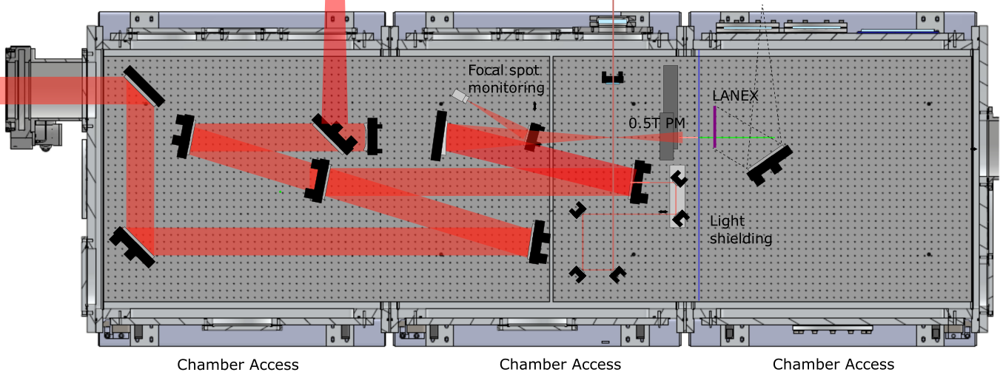 Focal spot
monitoring
LANEX
0.5T PM
Light
shielding
Chamber Access
Chamber Access
Chamber Access